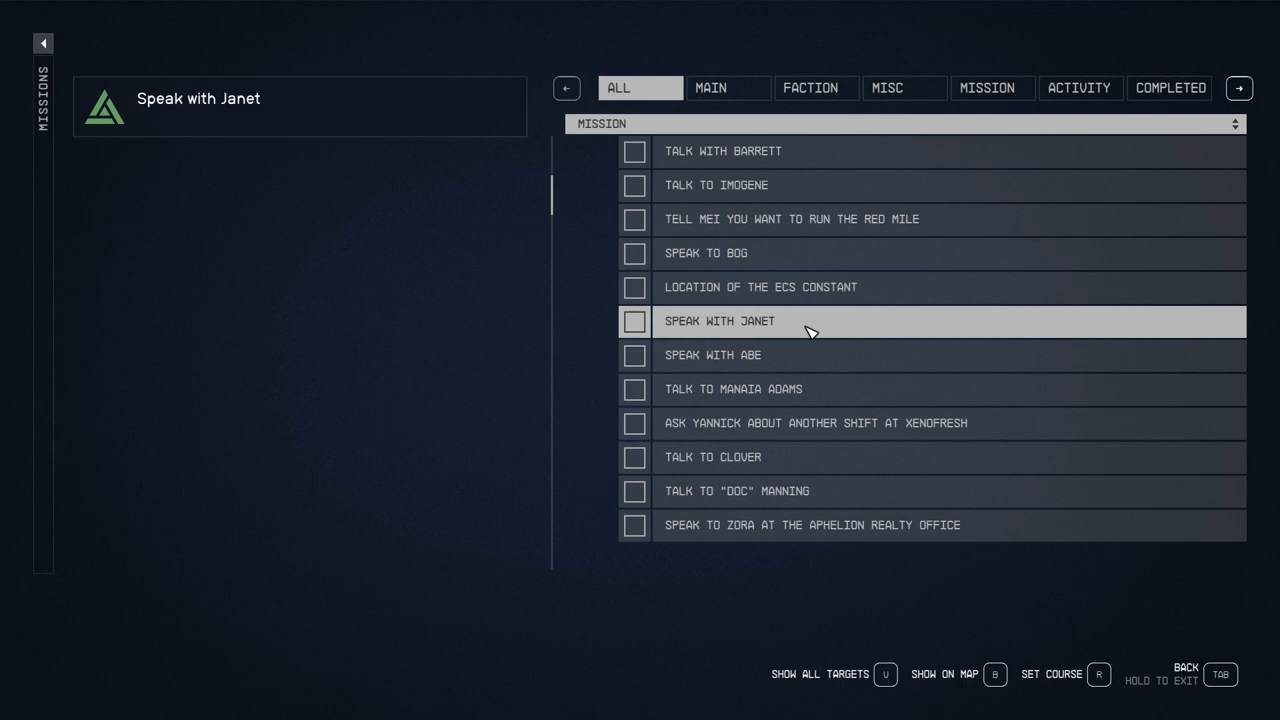 MISSIONS
Speak with Janet
ALL MAIN FACTION MISC MISSION ACTIVITY COMPLETED
MISSION
TALK WITH BARRETT
TALK TO IMOGENE
TELL MEI YOU WANT TO RUN THE RED MILE
SPEAK TO BOG
LOCATION OF THE ECS CONSTANT
SPEAK WITH JANET
SPEAK WITH ABE
TALK TO MANAIA ADAMS
ASK YANNICK ABOUT ANOTHER SHIFT AT XENOFRESH
TALK TO CLOVER
TALK TO "DOC" MANNING
SPEAK TO ZORA AT THE APHELION REALTY OFFICE
SHOW ALL TARGETS V SHOW ON MAP B SET COURSE R BACK TAB
HOLD TO EXIT